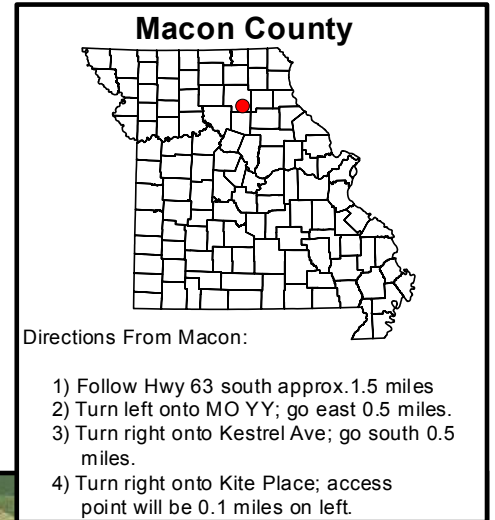 Macon County
Directions From Macon:
1) Follow Hwy 63 south approx.1.5 miles
2) Turn left onto MO YY; go east 0.5 miles.
3) Turn right onto Kestrel Ave; go south 0.5
miles.
4) Turn right onto Kite Place; access
point will be 0.1 miles on left.